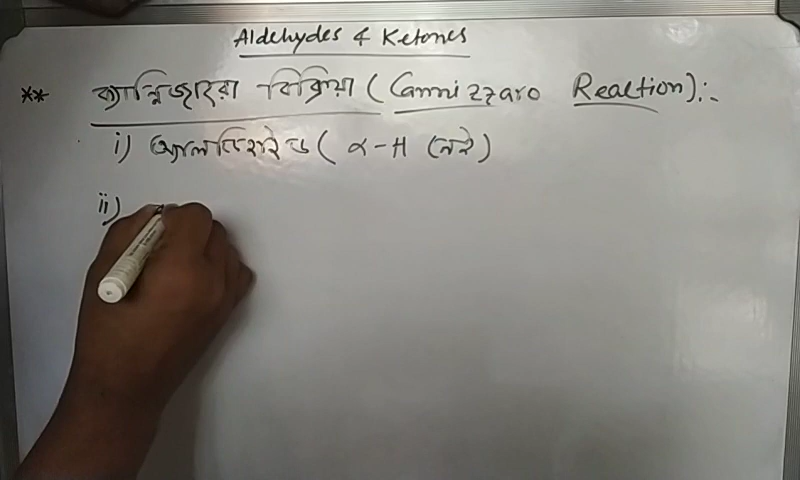 Aldehydes & Ketones
** ক্যানিজারো বিক্রিয়া (Cannizzaro Reaction):-
i) অ্যালডিহাইড ( α-H নেই)
ii)